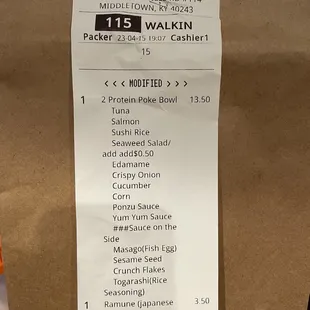 MIDDLETOWN, KY 40243
115 WALKIN
Packer 23-04-15 19:07 Cashier1
15
< < < MODIFIED > > >
1 2 Protein Poke Bowl 13.50
Tuna
Salmon
Sushi Rice
Seaweed Salad/
add add$0.50
Edamame
Crispy Onion
Cucumber
Corn
Ponzu Sauce
Yum Yum Sauce
###Sauce on the
Side
Masago(Fish Egg)
Sesame Seed
Crunch Flakes
Togarashi(Rice
Seasoning)
1 Ramune (japanese 3.50